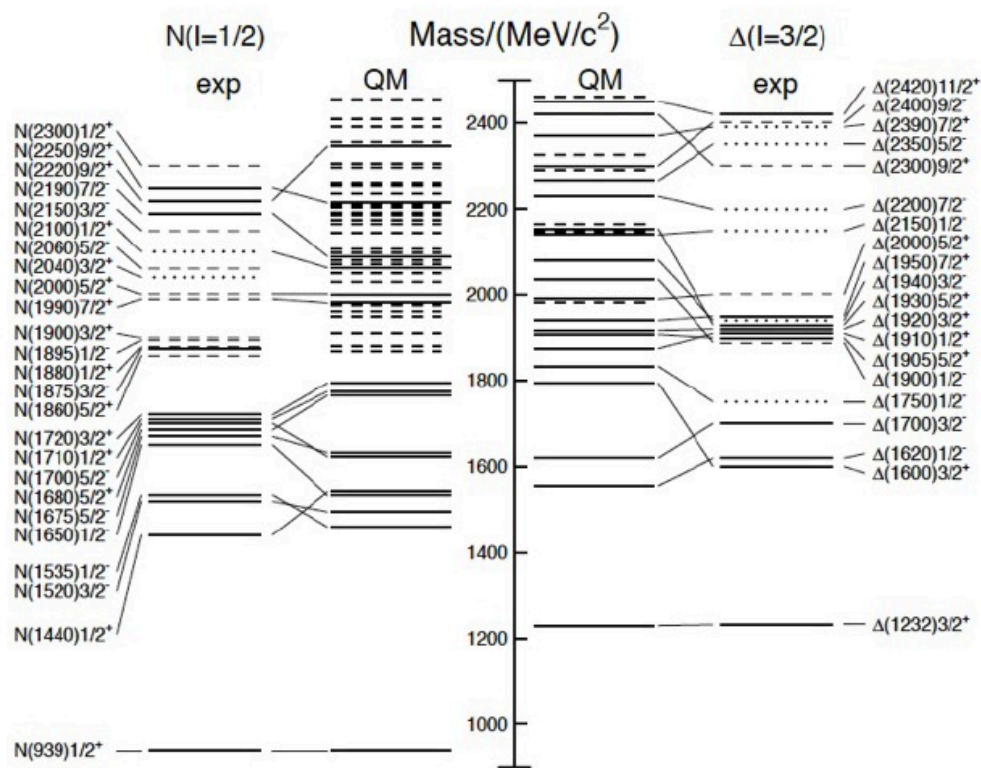 N(I=1/2) Mass/(MeV/c²) Δ(I=3/2)
exp QM QM exp
N(2300)1/2⁺
N(2250)9/2⁻
N(2220)9/2⁺
N(2190)7/2⁻
N(2150)3/2⁻
N(2100)1/2⁺
N(2060)5/2⁻
N(2040)3/2⁺
N(2000)5/2⁺
N(1990)7/2⁺
N(1900)3/2⁺
N(1895)1/2⁻
N(1880)1/2⁺
N(1875)3/2⁻
N(1860)5/2⁺
N(1720)3/2⁺
N(1710)1/2⁺
N(1700)5/2⁻
N(1680)5/2⁺
N(1675)5/2⁻
N(1650)1/2⁻
N(1535)1/2⁻
N(1520)3/2⁻
N(1440)1/2⁺
N(939)1/2⁺
2400
2200
2000
1800
1600
1400
1200
1000
Δ(2420)11/2⁺
Δ(2400)9/2⁻
Δ(2390)7/2⁺
Δ(2350)5/2⁻
Δ(2300)9/2⁺
Δ(2200)7/2⁻
Δ(2150)1/2⁻
Δ(2000)5/2⁺
Δ(1950)7/2⁺
Δ(1940)3/2⁻
Δ(1930)5/2⁺
Δ(1920)3/2⁺
Δ(1910)1/2⁺
Δ(1905)5/2⁺
Δ(1900)1/2⁻
Δ(1750)1/2⁻
Δ(1700)3/2⁻
Δ(1620)1/2⁻
Δ(1600)3/2⁺
Δ(1232)3/2⁺